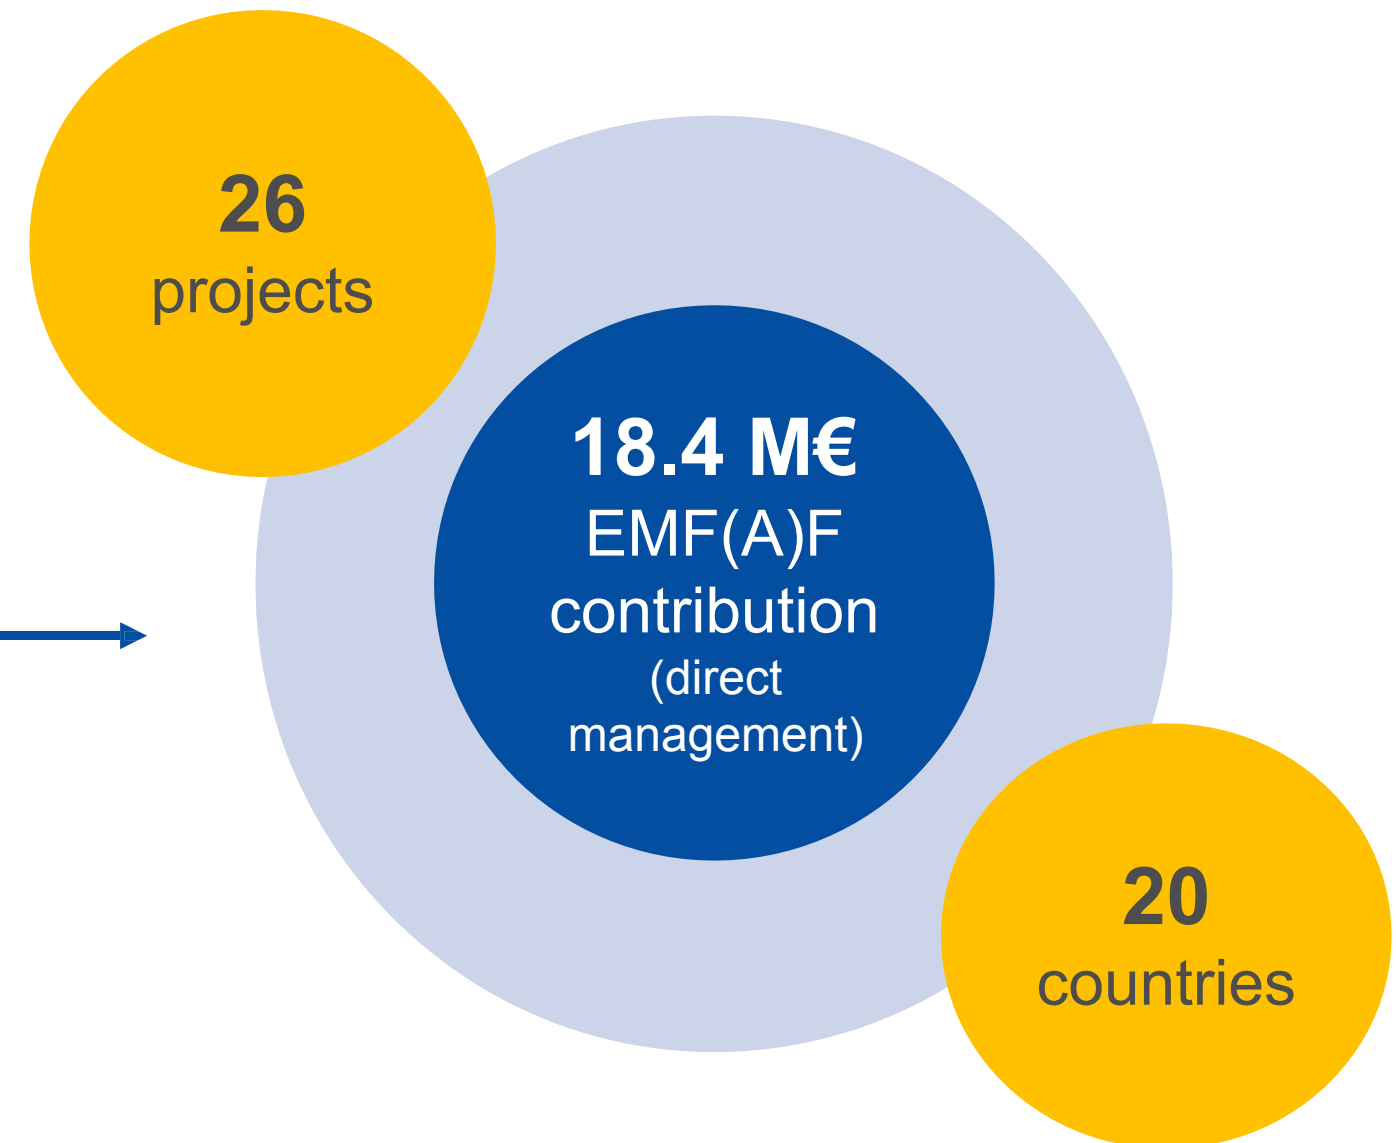 26
projects
18.4 M€
EMF(A)F
contribution
(direct
management)
20
countries